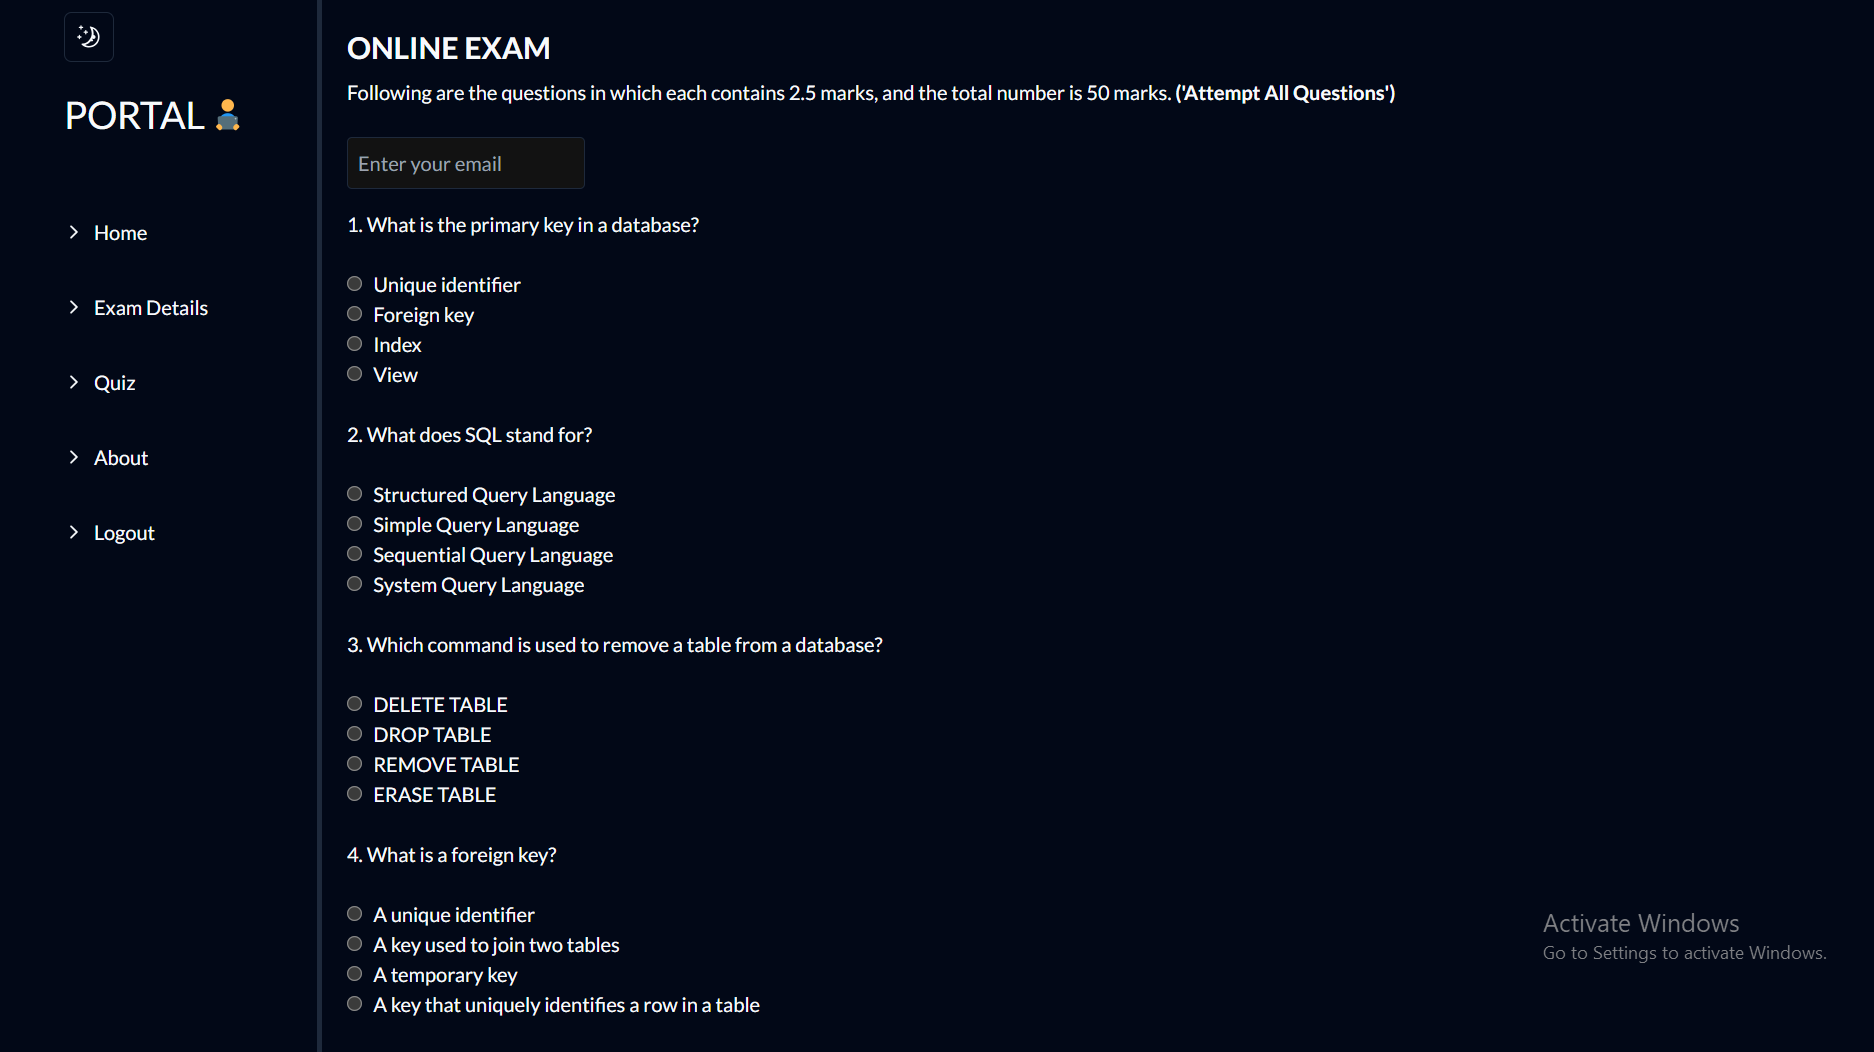 PORTAL
Home
Exam Details
Quiz
About
Logout
ONLINE EXAM
Following are the questions in which each contains 2.5 marks, and the total number is 50 marks. ('Attempt All Questions')
Enter your email
1. What is the primary key in a database?
Unique identifier
Foreign key
Index
View
2. What does SQL stand for?
Structured Query Language
Simple Query Language
Sequential Query Language
System Query Language
3. Which command is used to remove a table from a database?
DELETE TABLE
DROP TABLE
REMOVE TABLE
ERASE TABLE
4. What is a foreign key?
A unique identifier
A key used to join two tables
A temporary key
A key that uniquely identifies a row in a table
Activate Windows
Go to Settings to activate Windows.